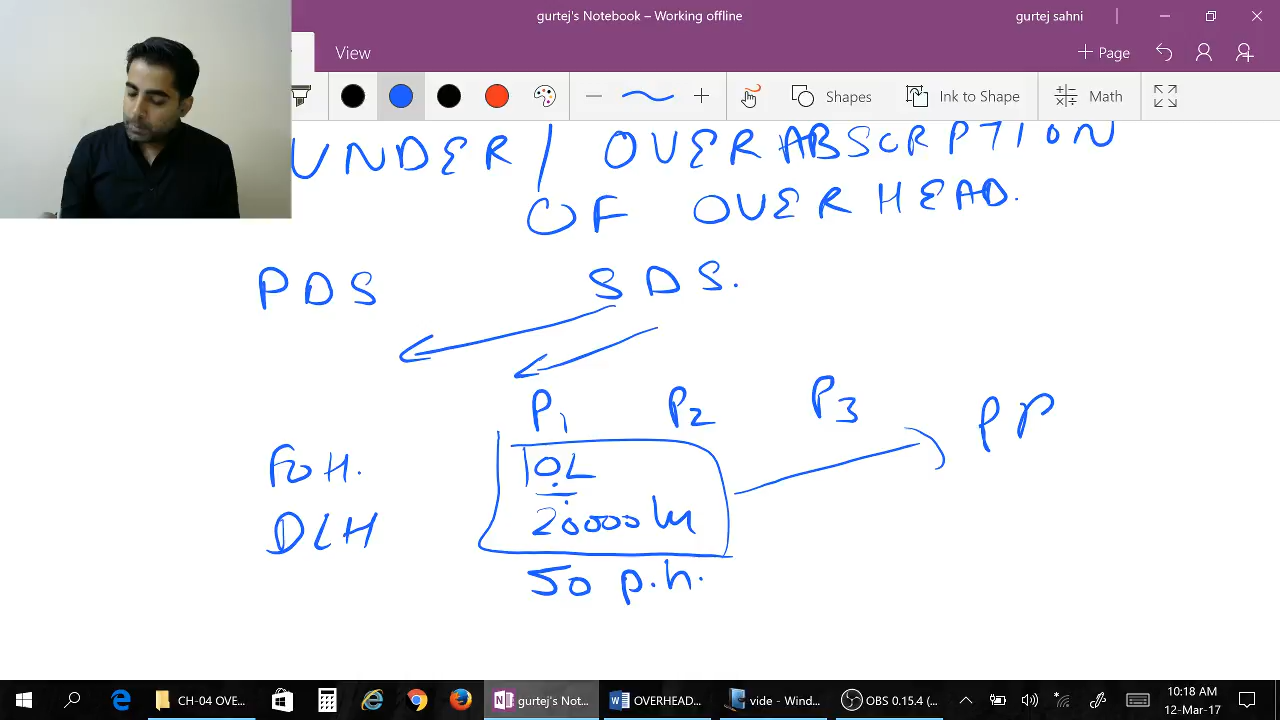 gurtej's Notebook – Working offline
gurtej sahni
View
Page
Shapes
Ink to Shape
Math
UNDER / OVERABSCRPTION
OF OVERHEAD.
PDS SDS.
P1 P2 P3
PP
FOH. 10L
DLH 20000
50 p.h.
CH-04 OVE...
gurtej's Not...
OVERHEAD...
vide - Wind...
OBS 0.15.4 (...
10:18 AM
12-Mar-17